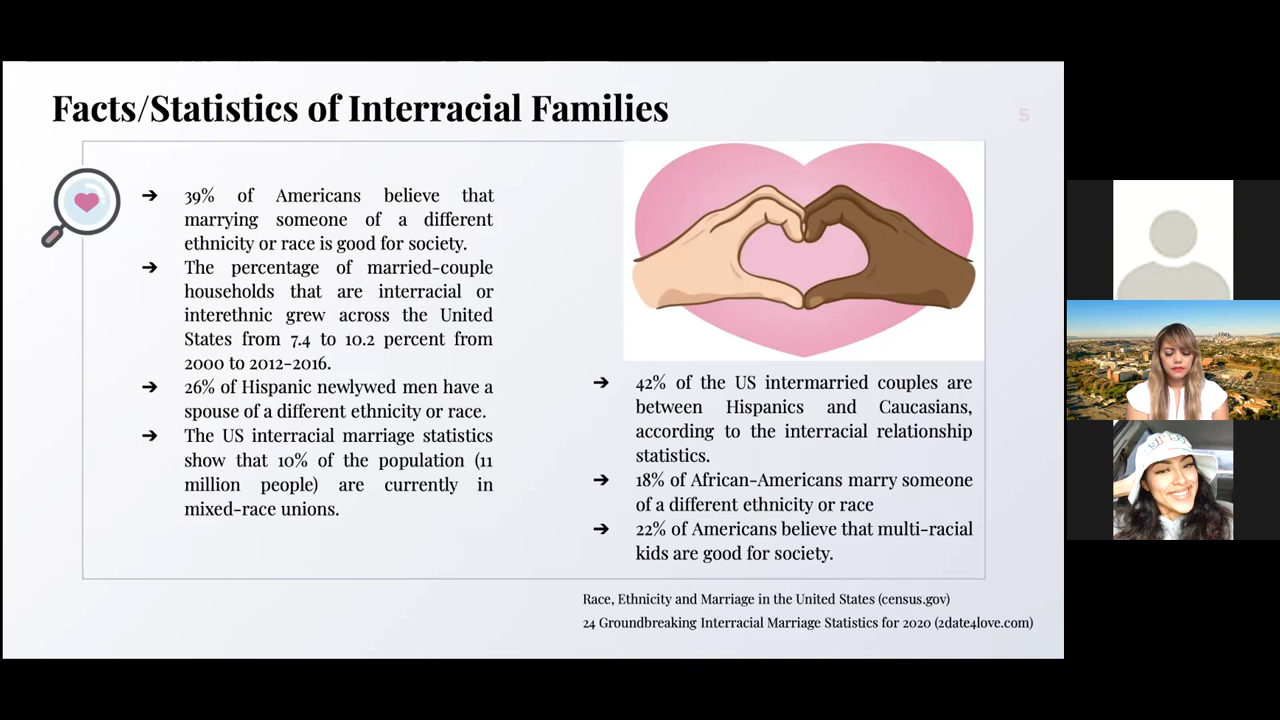 Facts/Statistics of Interracial Families
5
➔ 39% of Americans believe that
marrying someone of a different
ethnicity or race is good for society.
➔ The percentage of married-couple
households that are interracial or
interethnic grew across the United
States from 7.4 to 10.2 percent from
2000 to 2012-2016.
➔ 26% of Hispanic newlywed men have a
spouse of a different ethnicity or race.
➔ The US interracial marriage statistics
show that 10% of the population (11
million people) are currently in
mixed-race unions.
➔ 42% of the US intermarried couples are
between Hispanics and Caucasians,
according to the interracial relationship
statistics.
➔ 18% of African-Americans marry someone
of a different ethnicity or race
➔ 22% of Americans believe that multi-racial
kids are good for society.
Race, Ethnicity and Marriage in the United States (census.gov)
24 Groundbreaking Interracial Marriage Statistics for 2020 (2date4love.com)